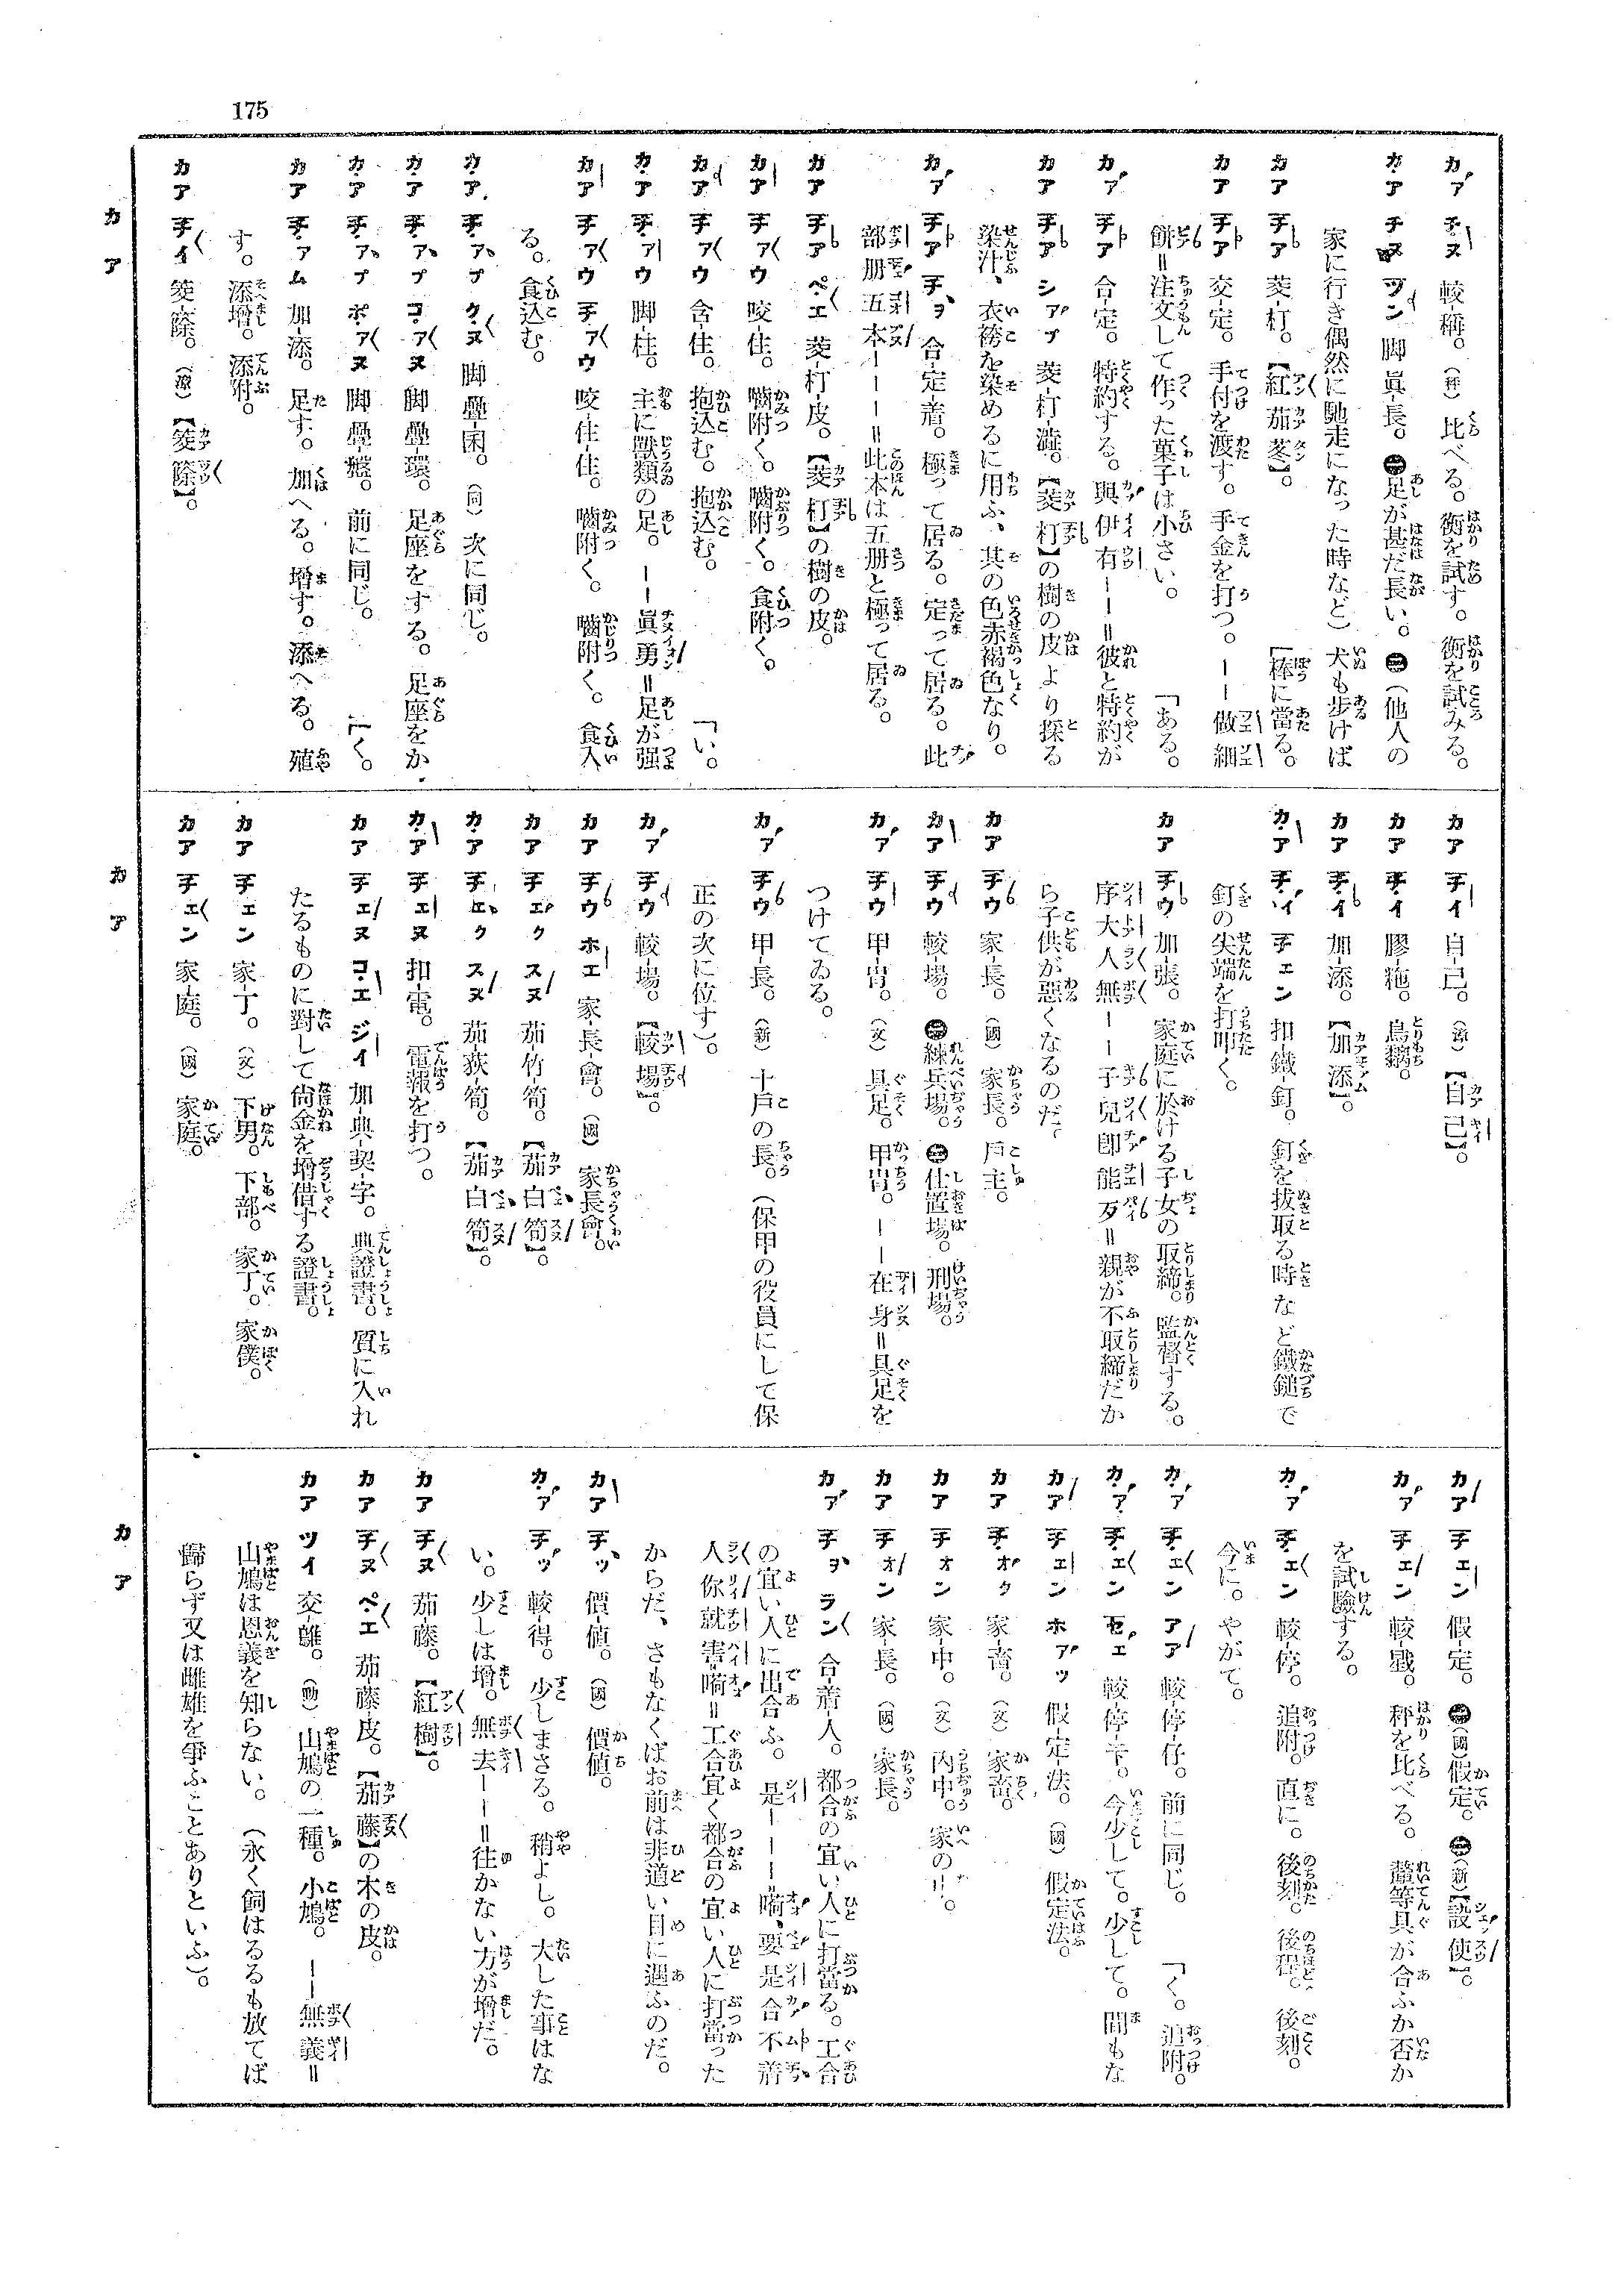 175
カア チヌ 較-稱。(秤) 比べる。衡を試す。衡を試みる。
カア チヌ ツン 脚眞-長。㊀足が甚だ長い。㊁(他人の
家に行き偶然に馳走になった時など)犬も歩けば
カア チア 菱-朾。【紅茄苳】。 [棒に當る。
カア チア 交-定。手付を渡す。手金を打つ。——做細
餅=注文して作った菓子は小さい。 「ある。
カア チア 合-定。特約する。與伊有——=彼と特約が
カア チア シアプ 菱-朾-澁。【菱朾】の樹の皮より採る
染汁、衣袴を染めるに用ふ、其の色赤褐色なり。
カア チア チヲ 合-定-着。極って居る。定って居る。此
部册五本————=此本は五册と極って居る。
カア チア ペエ 菱-朾-皮。【菱朾】の樹の皮。
カア チアウ 咬-住。嚙附く。嚙附く。食附く。
カア チアウ 含-住。抱込む。抱込む。 「い。
カア チアウ 脚-柱。主に獸類の足。——眞勇=足が强
カア チアウ チアウ 咬-住-住。嚙附く。嚙附く。食入
る。食込む。
カア チアプ クヌ 脚疊-囷。(同)次に同じ。
カア チアプ コアヌ 脚疊-環。足座をする。足座をか
カア チアプ ポアヌ 脚疊-盤。前に同じ。 「く。
カア チアム 加-添。足す。加へる。增す。添へる。殖
す。添增。添附。
カア チイ 筊-篨。(源)【筊篨】。
カア
カア チイ 自-己。(漳)【自己】。
カア チイ 膠-粚。鳥黐。
カア チイ 加-添。【加添】。
カア チイ チエン 扣-鐵-釘。釘を拔取る時など鐵鎚で
釘の尖端を打叩く。
カア チウ 加-張。家庭に於ける子女の取締。監督する。
序大人無——子兒卽能歹=親が不取締だか
ら子供が惡くなるのだ。
カア チウ 家-長。(國)家長。戶主。
カア チウ 較-場。㊀練兵場。㊁仕置場。刑場。
カア チウ 甲-冑。(文)具足。甲冑。——在身=具足を
つけてゐる。
カア チウ 甲-長。(新)十戶の長。(保甲の役員にして保
正の次に位す)。
カア チウ 較-場。【較場】。
カア チウ ホエ 家-長-會。(國)家長會。
カア チエク スヌ 茄-竹-筍。【茄白筍】。
カア チエク スヌ 茄-荻-筍。【茄白筍】。
カア チエヌ 扣-電。電報を打つ。
カア チエヌ コエ ジイ 加-典-契-字。典證書。質に入れ
たるものに對して尙金を增借する證書。
カア チエン 家-丁。(文)下男。下部。家丁。家僕。
カア チエン 家-庭。(國)家庭。
カア
カア チエン 假-定。㊀(國)假定。㊁(新)【設使】。
カア チエン 較-戥。秤を比べる。釐等具が合ふか否か
を試驗する。
カア チエン 較-停。追附。直に。後刻。後程。後刻。
今に。やがて。
カア チエン アア 較-停-仔。前に同じ。 「く。追附。
カア チエン セエ 較-停-乍。今少して。少して。間もな
カア チエン ホアッ 假-定-法。(國)假定法。
カア チオク 家-畜。(文)家畜。
カア チオン 家-中。(文)內中。家の中。
カア チオン 家-長。(國)家長。
カア チヲ ラン 合-着-人。都合の宜い人に打當る。工合
の宜い人に出合ふ。是————嗬、要是合不着
人你就害-嗬=工合宜く都合の宜い人に打當った
からだ、さもなくばお前は非道い目に遇ふのだ。
カア チッ 價-値。(國)價値。
カア チッ 較-得。少しまさる。稍よし。大した事はな
い。少しは增。無去——=往かない方が增だ。
カア チヌ 茄藤。【紅樹】。
カア チヌ ペエ 茄-藤-皮。【茄藤】の木の皮。
カア ツイ 交-雖。(動)山鳩の一種。小鳩。——無義=
山鳩は恩義を知らない。(永く飼はるるも放てば
歸らず又は雌雄を爭ふことありといふ)。
カア